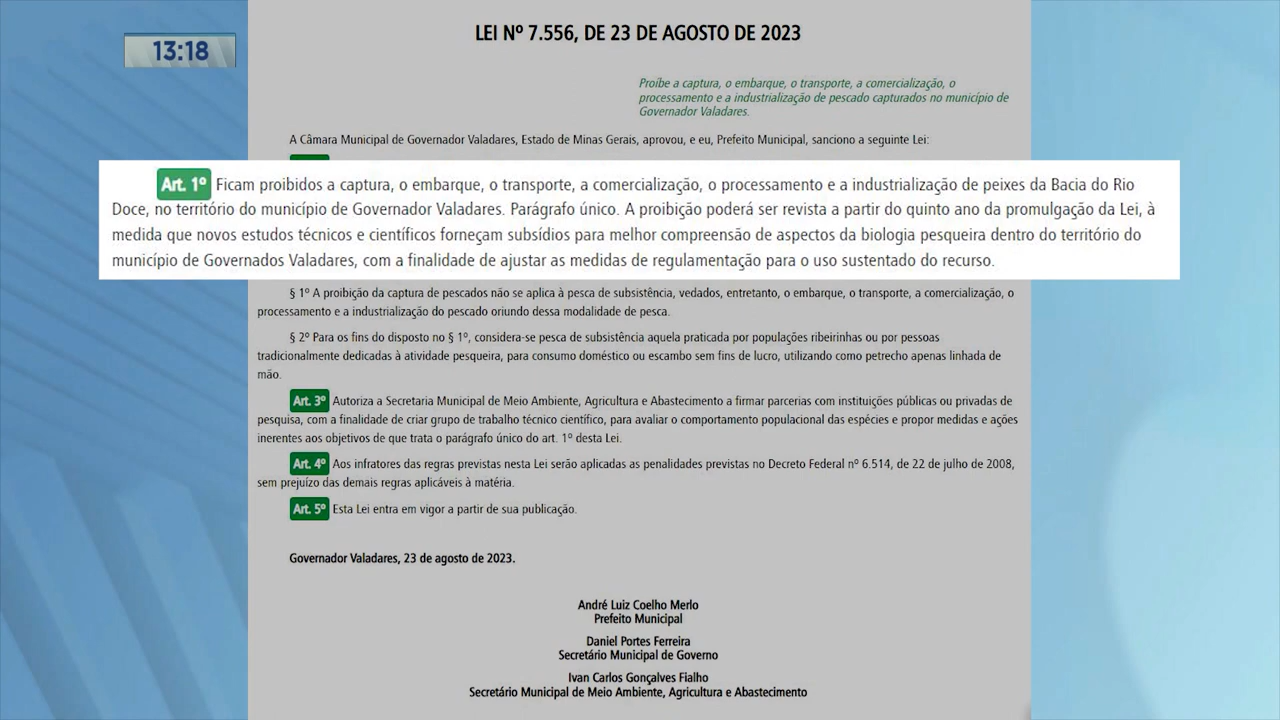 13:18
LEI Nº 7.556, DE 23 DE AGOSTO DE 2023
Proíbe a captura, o embarque, o transporte, a comercialização, o
processamento e a industrialização de pescado capturados no município de
Governador Valadares.
A Câmara Municipal de Governador Valadares, Estado de Minas Gerais, aprovou, e eu, Prefeito Municipal, sanciono a seguinte Lei:
Art. 1º Ficam proibidos a captura, o embarque, o transporte, a comercialização, o processamento e a industrialização de peixes da Bacia do Rio
Doce, no território do município de Governador Valadares. Parágrafo único. A proibição poderá ser revista a partir do quinto ano da promulgação da Lei, à
medida que novos estudos técnicos e científicos forneçam subsídios para melhor compreensão de aspectos da biologia pesqueira dentro do território do
município de Governados Valadares, com a finalidade de ajustar as medidas de regulamentação para o uso sustentado do recurso.
§ 1º A proibição da captura de pescados não se aplica à pesca de subsistência, vedados, entretanto, o embarque, o transporte, a comercialização, o
processamento e a industrialização do pescado oriundo dessa modalidade de pesca.
§ 2º Para os fins do disposto no § 1º, considera-se pesca de subsistência aquela praticada por populações ribeirinhas ou por pessoas
tradicionalmente dedicadas à atividade pesqueira, para consumo doméstico ou escambo sem fins de lucro, utilizando como petrecho apenas linhada de
mão.
Art. 3º Autoriza a Secretaria Municipal de Meio Ambiente, Agricultura e Abastecimento a firmar parcerias com instituições públicas ou privadas de
pesquisa, com a finalidade de criar grupo de trabalho técnico científico, para avaliar o comportamento populacional das espécies e propor medidas e ações
inerentes aos objetivos de que trata o parágrafo único do art. 1º desta Lei.
Art. 4º Aos infratores das regras previstas nesta Lei serão aplicadas as penalidades previstas no Decreto Federal nº 6.514, de 22 de julho de 2008,
sem prejuízo das demais regras aplicáveis à matéria.
Art. 5º Esta Lei entra em vigor a partir de sua publicação.
Governador Valadares, 23 de agosto de 2023.
André Luiz Coelho Merlo
Prefeito Municipal
Daniel Portes Ferreira
Secretário Municipal de Governo
Ivan Carlos Gonçalves Fialho
Secretário Municipal de Meio Ambiente, Agricultura e Abastecimento